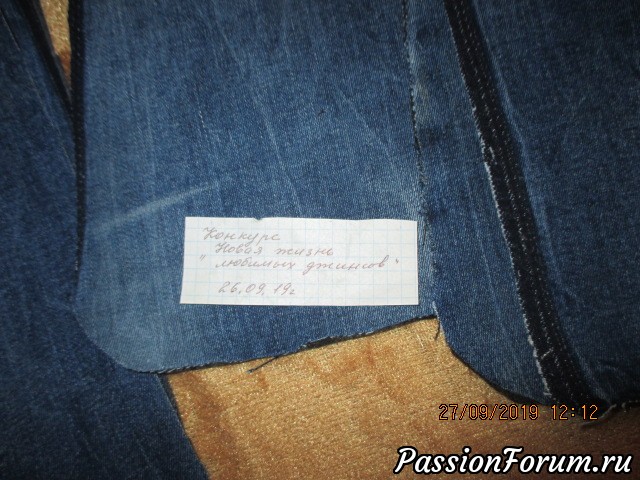 Конкурс
" Новая жизнь
любимых джинсов "
26.09.19г
27/09/2019 12:12
PassionForum.ru